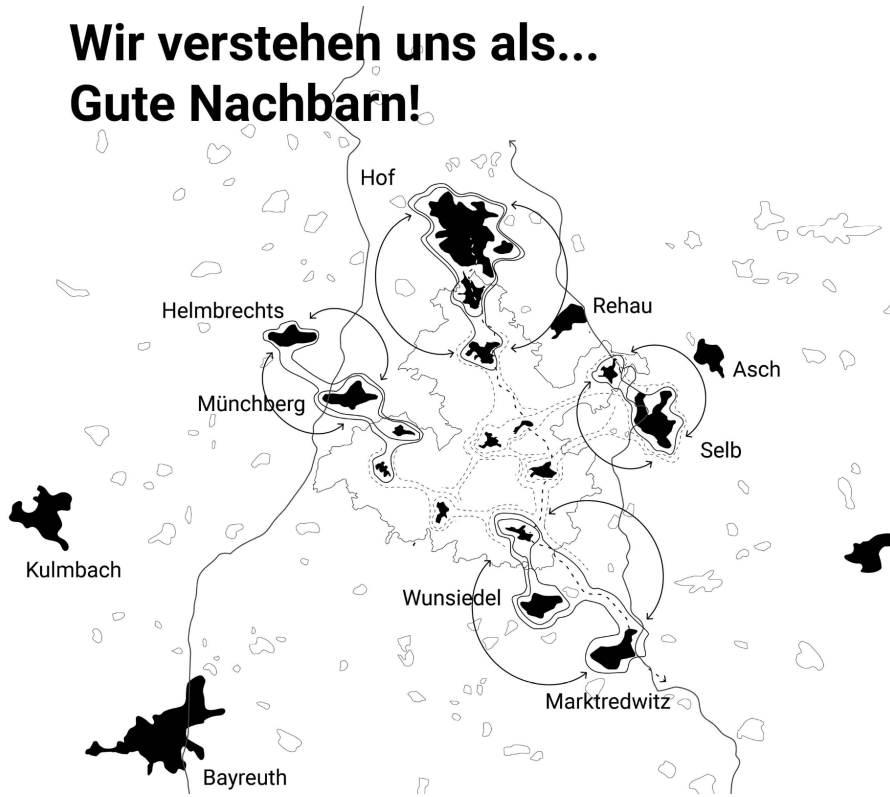 Wir verstehen uns als...
Gute Nachbarn!
Hof
Helmbrechts
Rehau
Asch
Münchberg
Selb
Kulmbach
Wunsiedel
Marktredwitz
Bayreuth